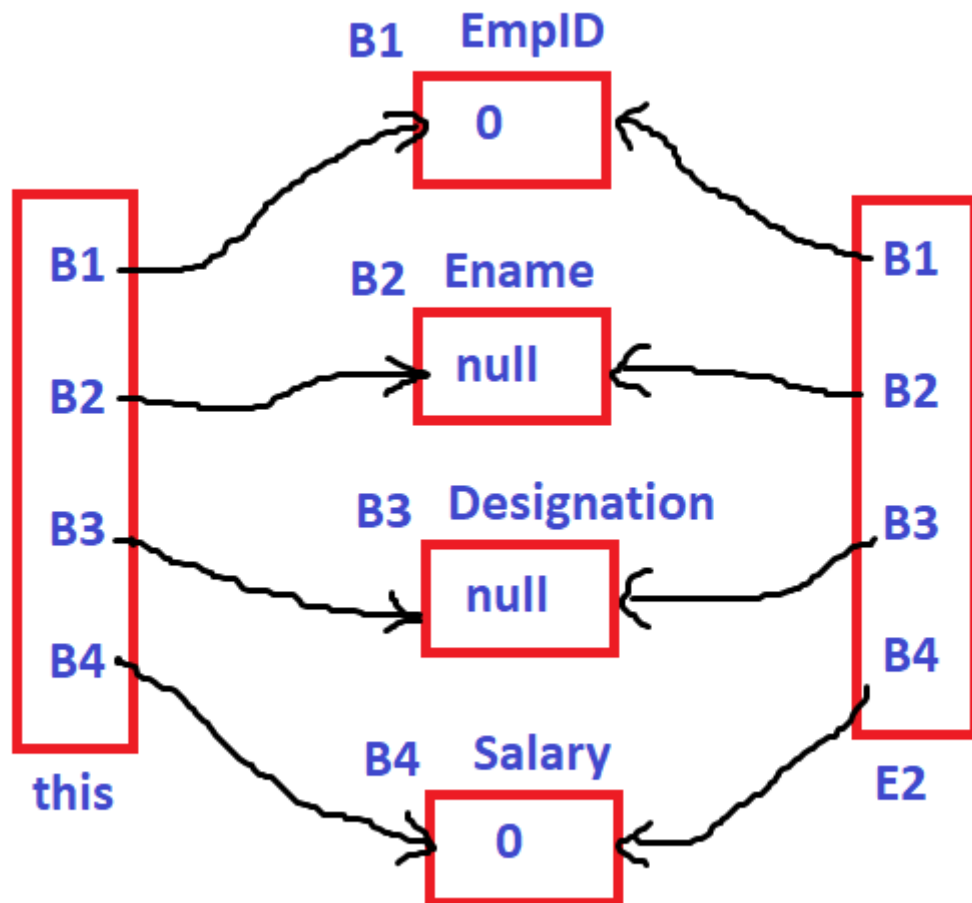 B1 EmpID
0
B1
B1
B2 Ename
null
B2
B2
B3 Designation
B3
B3
null
B4
B4
B4 Salary
this
E2
0